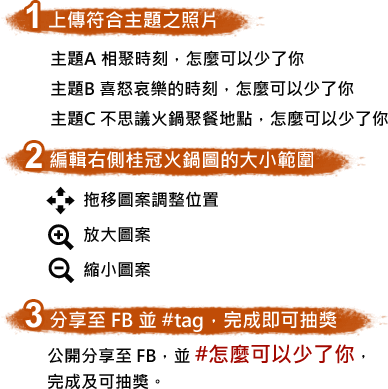 1 上傳符合主題之照片
主題A 相聚時刻，怎麼可以少了你
主題B 喜怒哀樂的時刻，怎麼可以少了你
主題C 不思議火鍋聚餐地點，怎麼可以少了你
2 編輯右側桂冠火鍋圖的大小範圍
拖移圖案調整位置
放大圖案
縮小圖案
3 分享至 FB 並 #tag，完成即可抽獎
公開分享至 FB，並 #怎麼可以少了你，
完成及可抽獎。